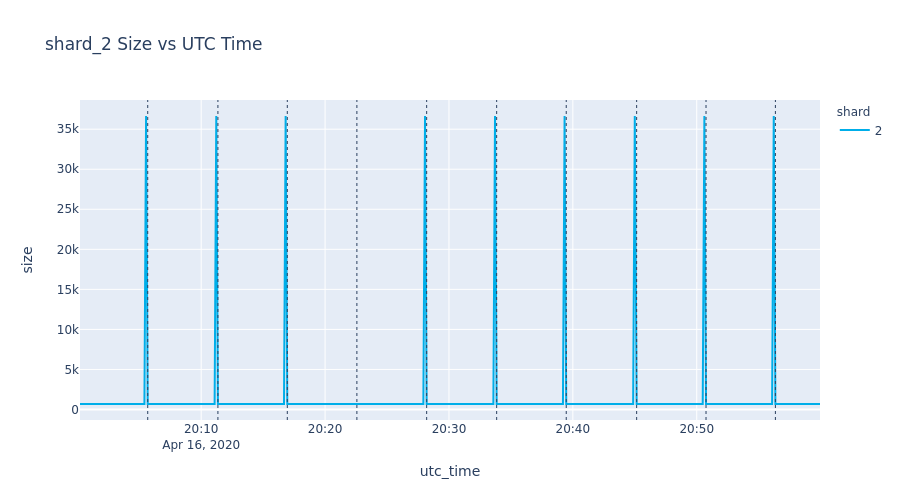 shard_2 Size vs UTC Time
shard
2
35k
30k
25k
20k
15k
10k
5k
0
size
20:10
20:20
20:30
20:40
20:50
Apr 16, 2020
utc_time